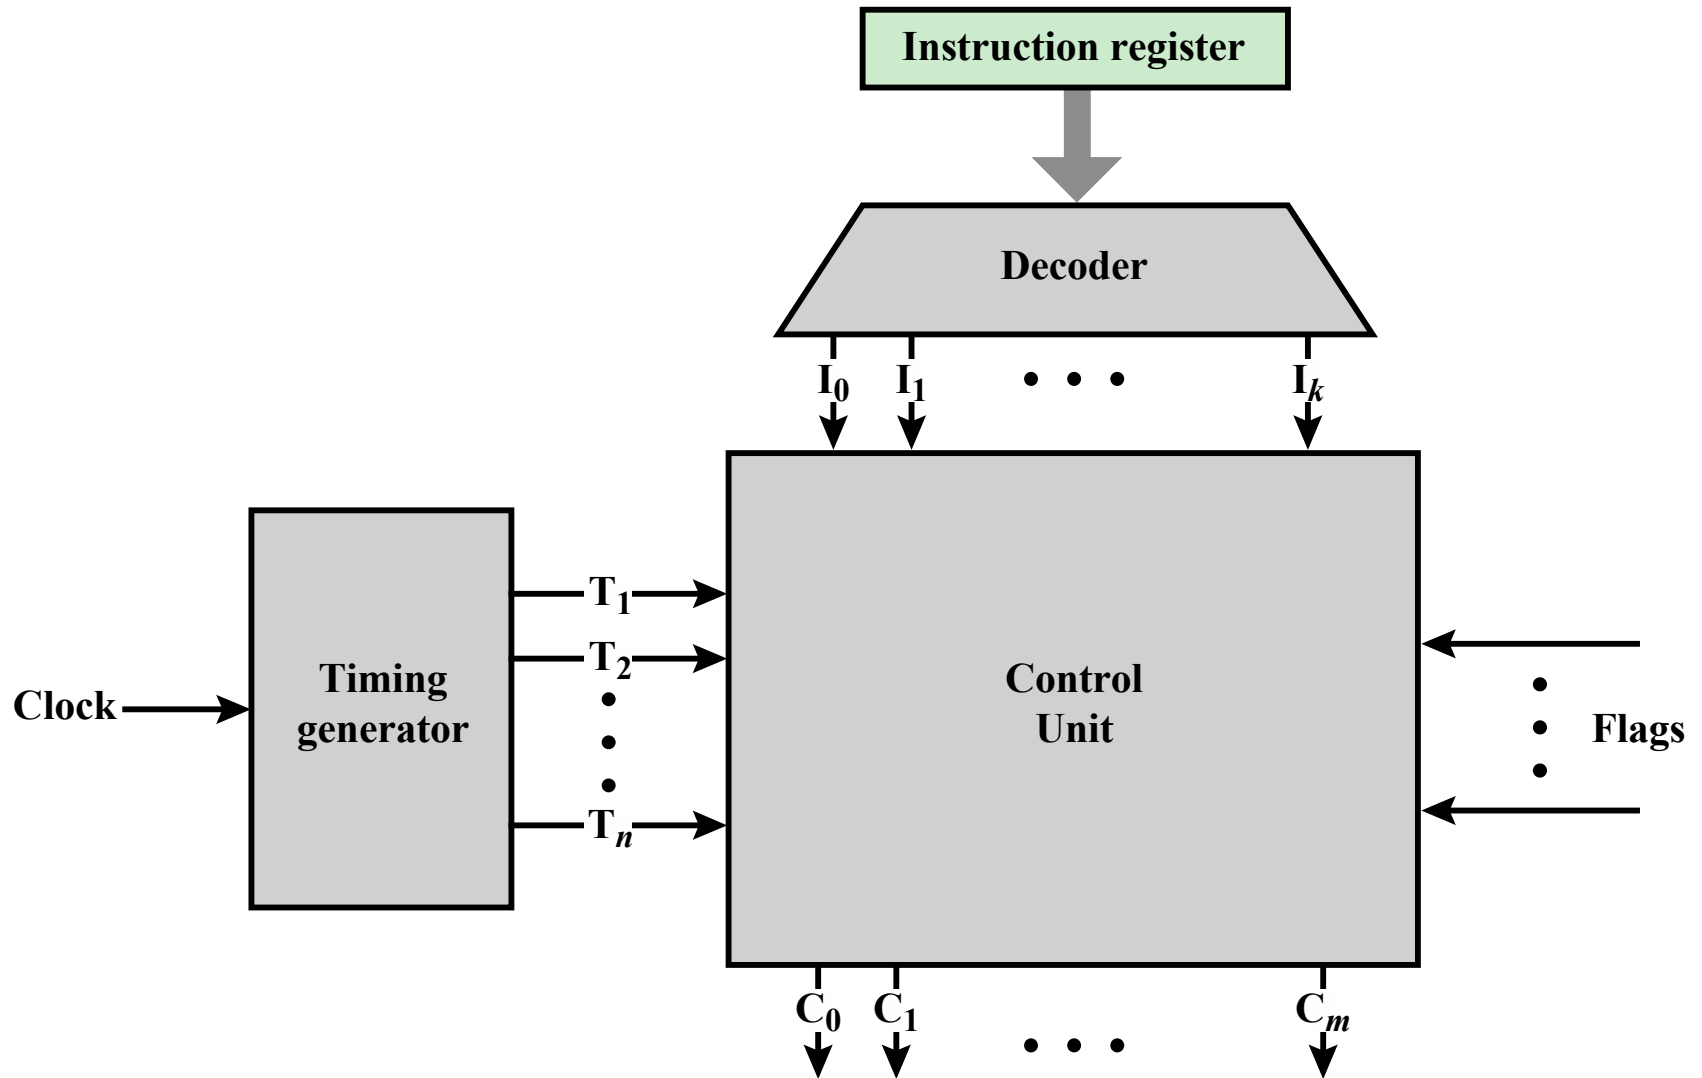 Instruction register
Decoder
I0 I1 • • • Ik
T1
T2
Tn
Clock
Timing
generator
Control
Unit
Flags
C0 C1 • • • Cm